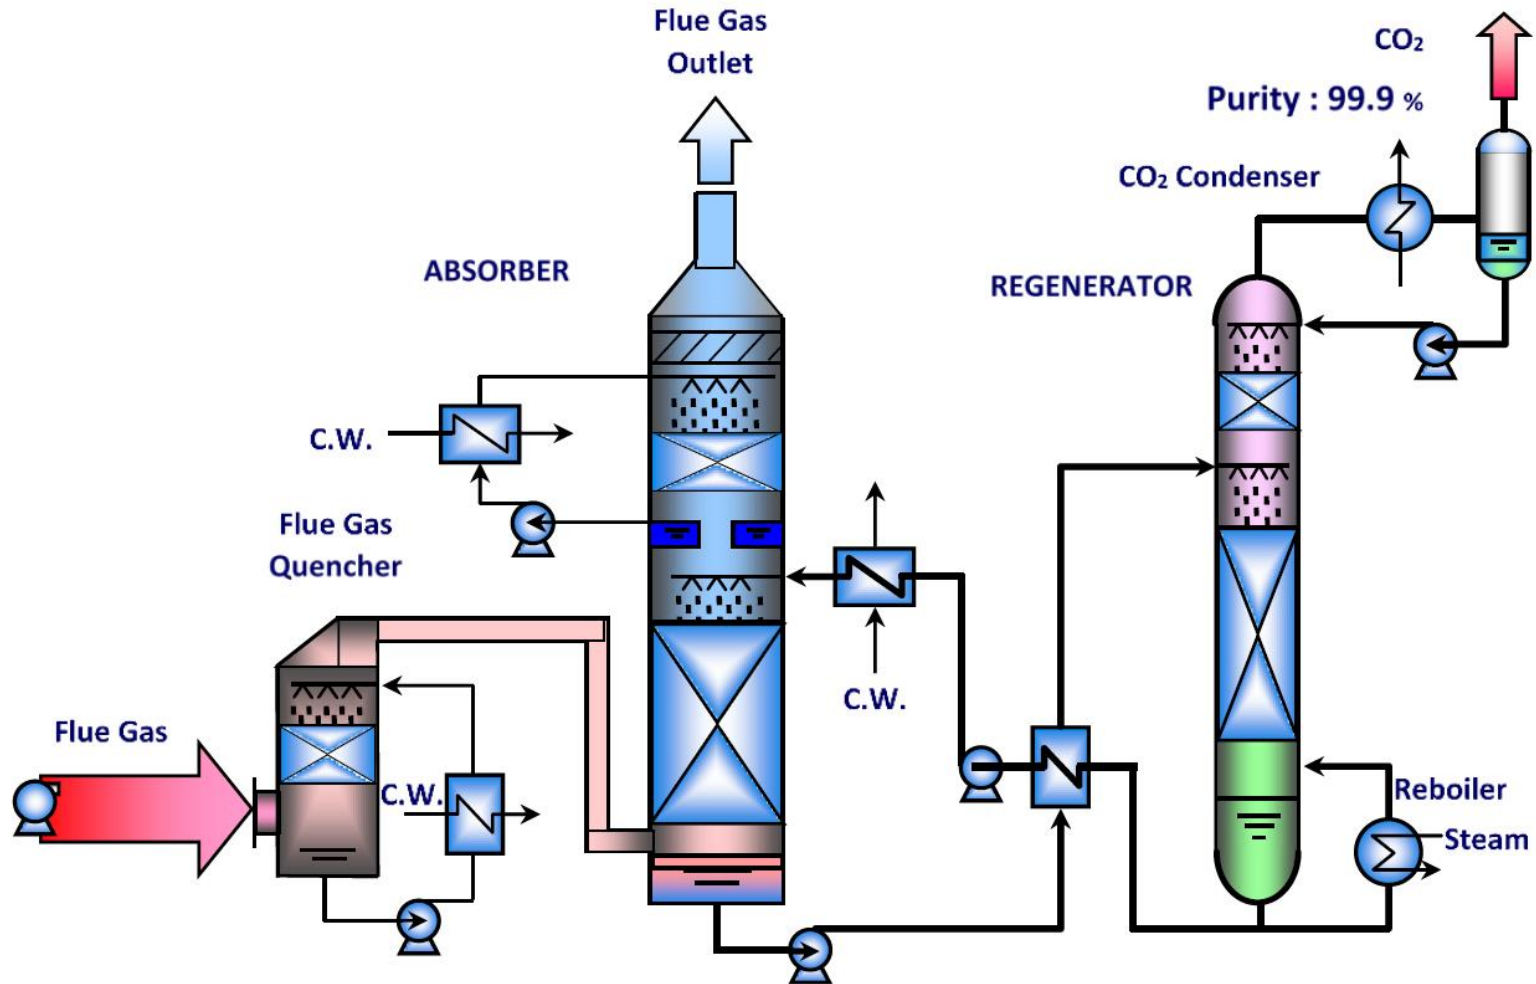 Flue Gas
Outlet
CO₂
Purity : 99.9 %
CO₂ Condenser
ABSORBER
REGENERATOR
C.W.
Flue Gas
Quencher
C.W.
Flue Gas
C.W.
Reboiler
Steam